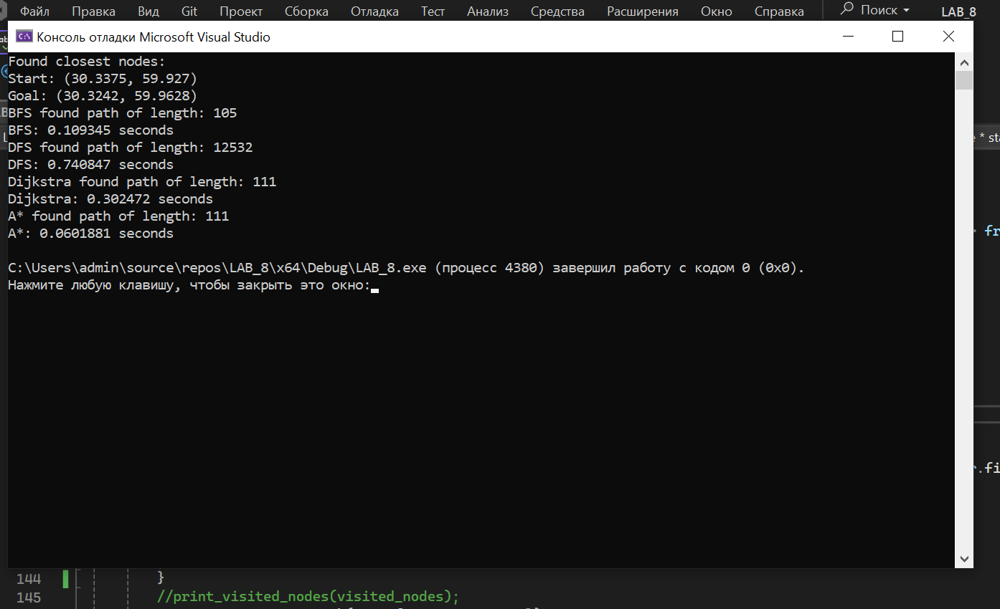 Файл Правка Вид Git Проект Сборка Отладка Тест Анализ Средства Расширения Окно Справка Поиск LAB_8
Консоль отладки Microsoft Visual Studio
Found closest nodes:
Start: (30.3375, 59.927)
Goal: (30.3242, 59.9628)
BFS found path of length: 105
BFS: 0.109345 seconds
DFS found path of length: 12532
DFS: 0.740847 seconds
Dijkstra found path of length: 111
Dijkstra: 0.302472 seconds
A* found path of length: 111
A*: 0.0601881 seconds
C:\Users\admin\source\repos\LAB_8\x64\Debug\LAB_8.exe (процесс 4380) завершил работу с кодом 0 (0x0).
Нажмите любую клавишу, чтобы закрыть это окно:
144 }
145 //print_visited_nodes(visited_nodes);